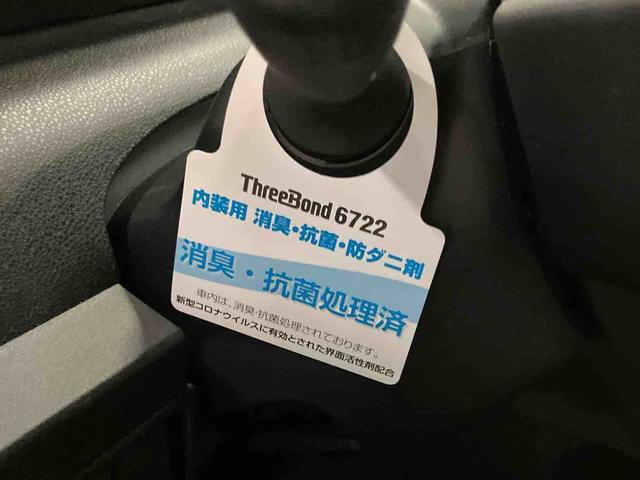 ThreeBond 6722
内装用 消臭・抗菌・防ダニ剤
消臭・抗菌処理済
車内は、消臭・抗菌処理されております。
新型コロナウイルスに有効とされた界面活性剤配合